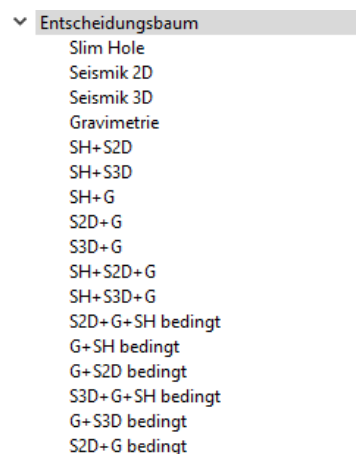 Entscheidungsbaum
Slim Hole
Seismik 2D
Seismik 3D
Gravimetrie
SH+S2D
SH+S3D
SH+G
S2D+G
S3D+G
SH+S2D+G
SH+S3D+G
S2D+G+SH bedingt
G+SH bedingt
G+S2D bedingt
S3D+G+SH bedingt
G+S3D bedingt
S2D+G bedingt